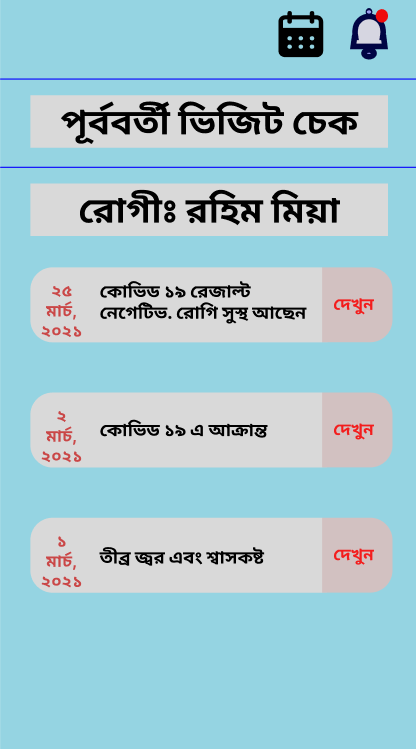 পূর্ববর্তী ভিজিট চেক
রোগীঃ রহিম মিয়া
২৫
মার্চ,
২০২১
কোভিড ১৯ রেজাল্ট
নেগেটিভ. রোগি সুস্থ আছেন
দেখুন
২
মার্চ,
২০২১
কোভিড ১৯ এ আক্রান্ত
দেখুন
১
মার্চ,
২০২১
তীব্র জ্বর এবং শ্বাসকষ্ট
দেখুন